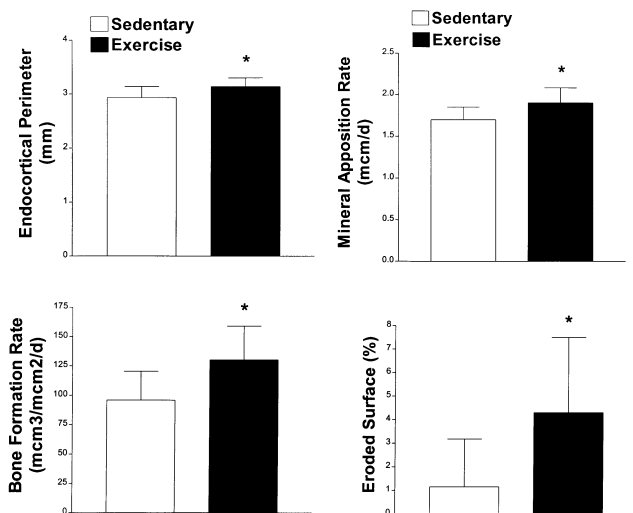 Sedentary
Exercise
Endocortical Perimeter
(mm)
4
3
2
1
0
*
Sedentary
Exercise
Mineral Apposition Rate
(mcm/d)
2.5
2.0
1.5
1.0
0.5
0.0
*
Bone Formation Rate
(mcm3/mcm2/d)
175
150
125
100
75
50
25
0
*
Eroded Surface (%)
8
7
6
5
4
3
2
1
0
*